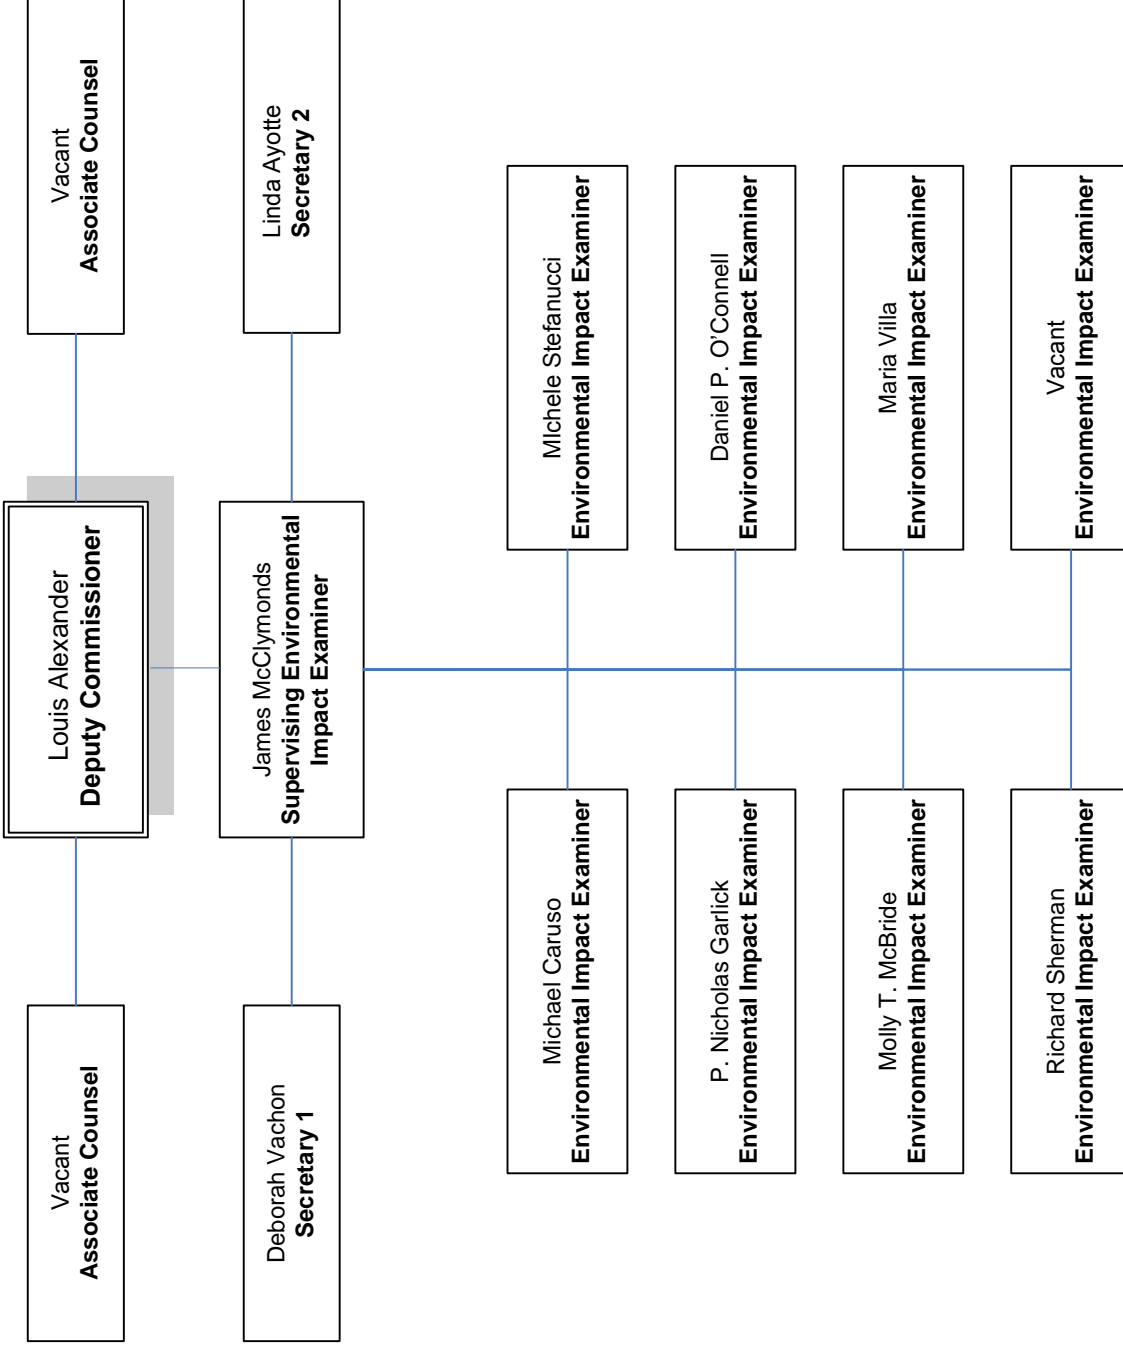 Louis Alexander
Deputy Commissioner
Vacant
Associate Counsel
Vacant
Associate Counsel
James McClymonds
Supervising Environmental
Impact Examiner
Deborah Vachon
Secretary 1
Linda Ayotte
Secretary 2
Michael Caruso
Environmental Impact Examiner
MIchele Stefanucci
Environmental Impact Examiner
P. Nicholas Garlick
Environmental Impact Examiner
Daniel P. O’Connell
Environmental Impact Examiner
Molly T. McBride
Environmental Impact Examiner
Maria Villa
Environmental Impact Examiner
Richard Sherman
Environmental Impact Examiner
Vacant
Environmental Impact Examiner